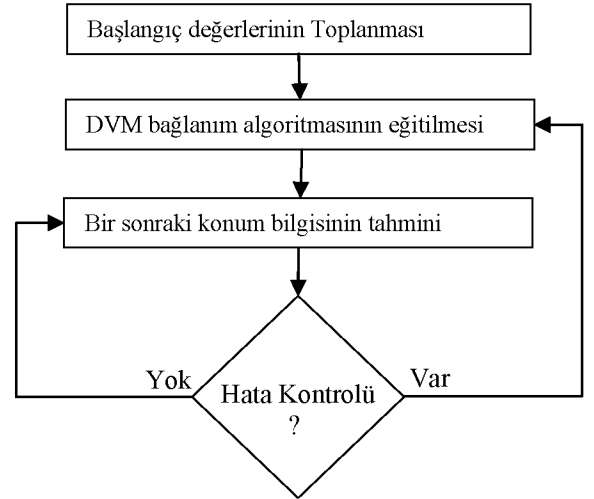 Başlangıç değerlerinin Toplanması
DVM bağlanım algoritmasının eğitilmesi
Bir sonraki konum bilgisinin tahmini
Yok
Var
Hata Kontrolü
?